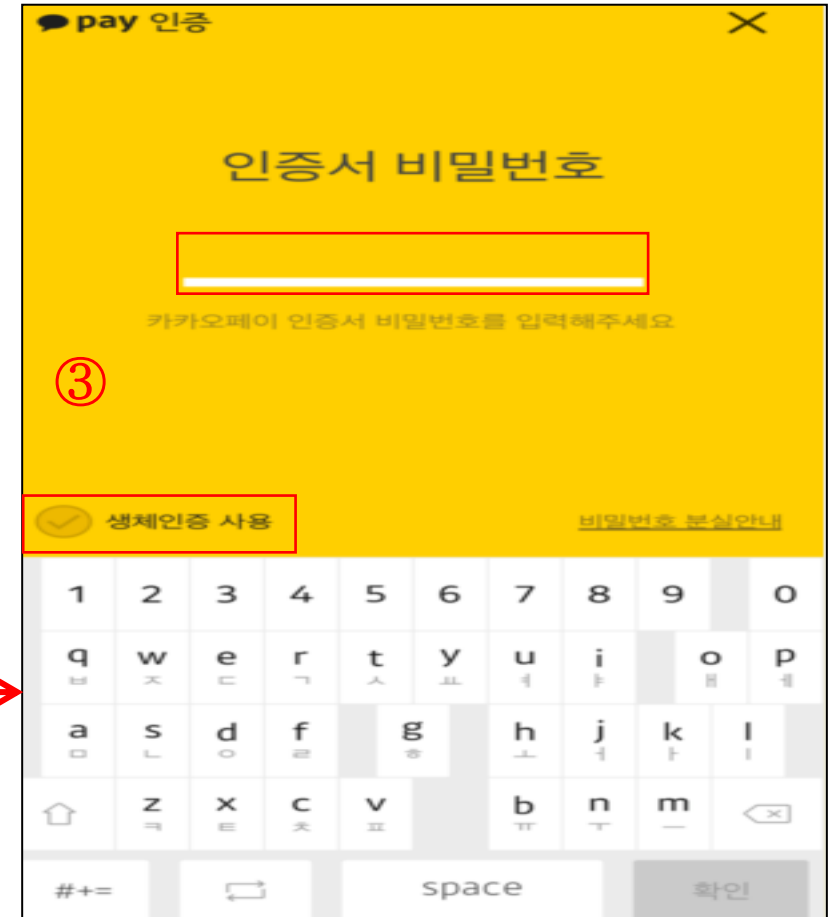 pay 인증
인증서 비밀번호
카카오페이 인증서 비밀번호를 입력해주세요
③
생체인증 사용 비밀번호 분실안내
1 2 3 4 5 6 7 8 9 0
q w e r t y u i o p
ㅂ ㅈ ㄷ ㄱ ㅅ ㅛ ㅕ ㅑ ㅐ ㅔ
a s d f g h j k l
ㅁ ㄴ ㅇ ㄹ ㅎ ㅗ ㅓ ㅏ ㅣ
z x c v b n m
ㅋ ㅌ ㅊ ㅍ ㅠ ㅜ ㅡ
#+= space 확인